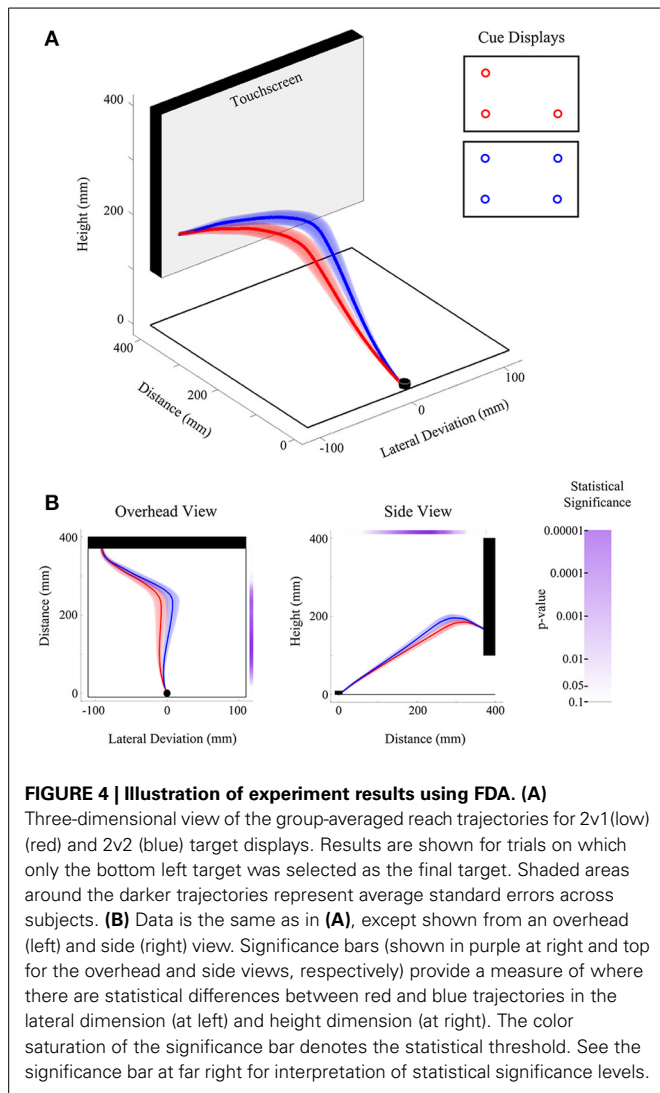 A
Cue Displays
Touchscreen
400
200
0
Height (mm)
400
200
0
Distance (mm)
-100
0
100
Lateral Deviation (mm)
B
Overhead View
400
200
0
Distance (mm)
-100
0
100
Lateral Deviation (mm)
Side View
400
200
0
Height (mm)
0
200
400
Distance (mm)
Statistical
Significance
0.00001
0.0001
0.001
0.01
0.05
0.1
p-value
FIGURE 4 | Illustration of experiment results using FDA. (A)
Three-dimensional view of the group-averaged reach trajectories for 2v1(low)
(red) and 2v2 (blue) target displays. Results are shown for trials on which
only the bottom left target was selected as the final target. Shaded areas
around the darker trajectories represent average standard errors across
subjects. (B) Data is the same as in (A), except shown from an overhead
(left) and side (right) view. Significance bars (shown in purple at right and top
for the overhead and side views, respectively) provide a measure of where
there are statistical differences between red and blue trajectories in the
lateral dimension (at left) and height dimension (at right). The color
saturation of the significance bar denotes the statistical threshold. See the
significance bar at far right for interpretation of statistical significance levels.